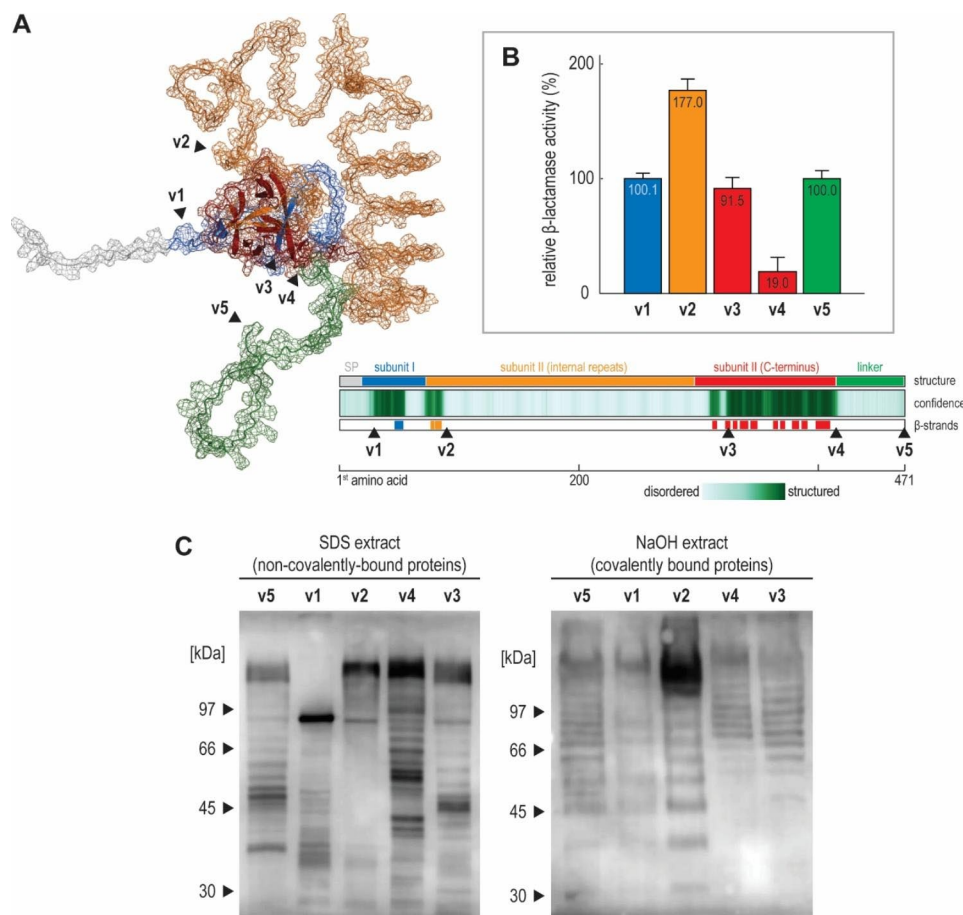 A
v2
v1
v3
v4
v5
B
relative β-lactamase activity (%)
200
100
0
100.1
177.0
91.5
19.0
100.0
v1 v2 v3 v4 v5
SP subunit I subunit II (internal repeats) subunit II (C-terminus) linker
structure
confidence
β-strands
v1 v2 v3 v4 v5
1st amino acid 200 471
disordered structured
C
SDS extract
(non-covalently-bound proteins)
v5 v1 v2 v4 v3
[kDa]
97
66
45
30
NaOH extract
(covalently bound proteins)
v5 v1 v2 v4 v3
[kDa]
97
66
45
30